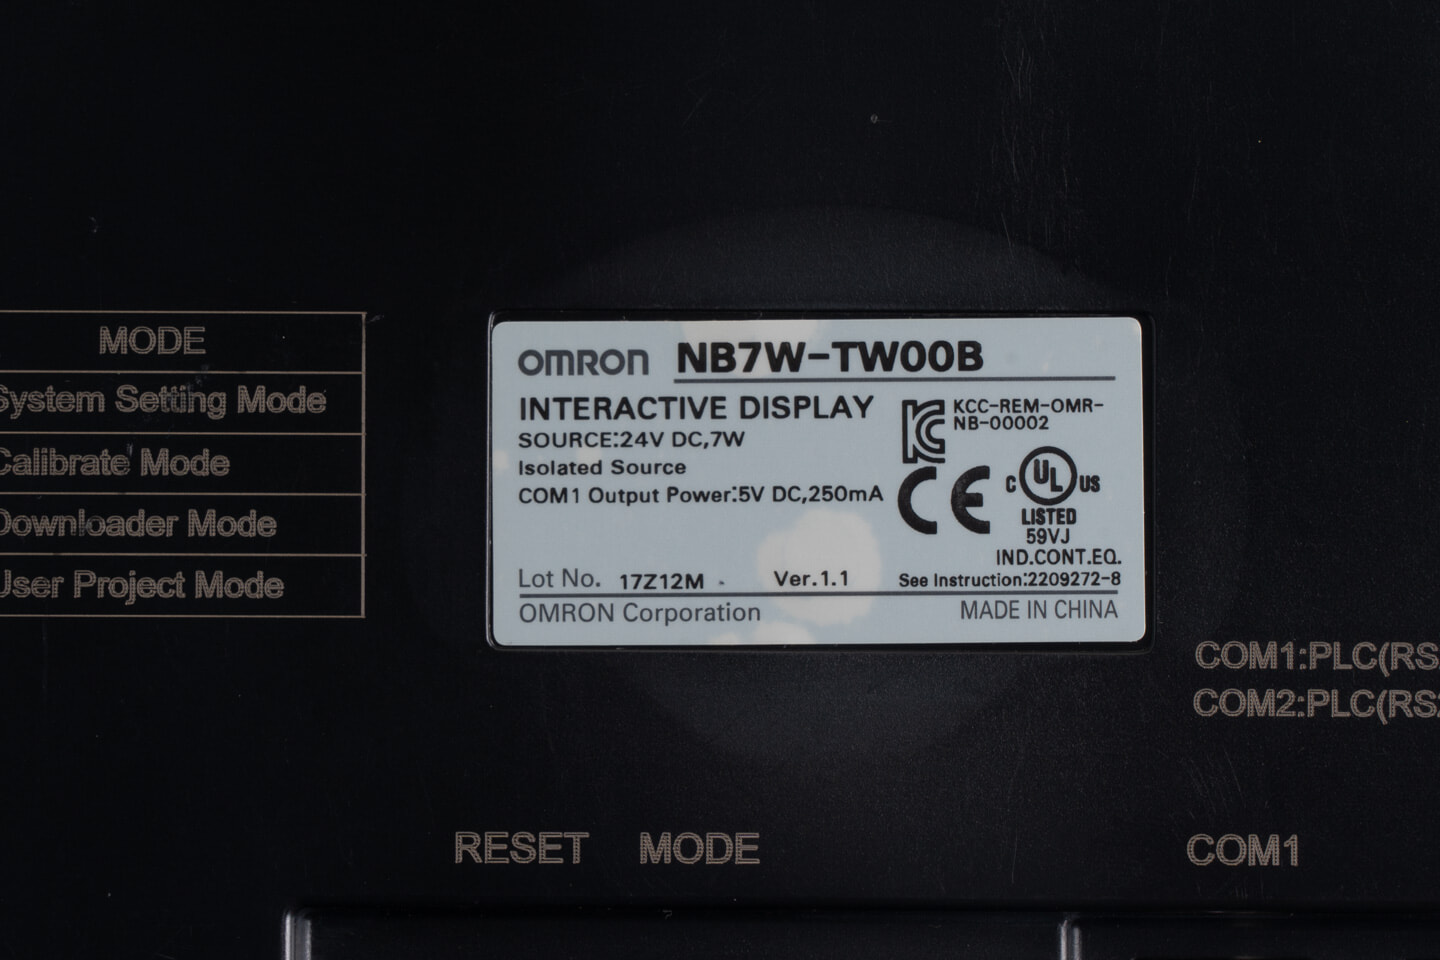 MODE
System Setting Mode
Calibrate Mode
Downloader Mode
User Project Mode
OMRON NB7W-TW00B
INTERACTIVE DISPLAY
SOURCE:24V DC,7W
Isolated Source
COM1 Output Power:5V DC,250mA
KCC-REM-OMR-
NB-00002
CE
C UL US
LISTED
59VJ
IND.CONT.EQ.
Lot No. 17Z12M Ver.1.1 See Instruction:2209272-8
OMRON Corporation MADE IN CHINA
COM1:PLC(RS
COM2:PLC(RS2
RESET MODE COM1